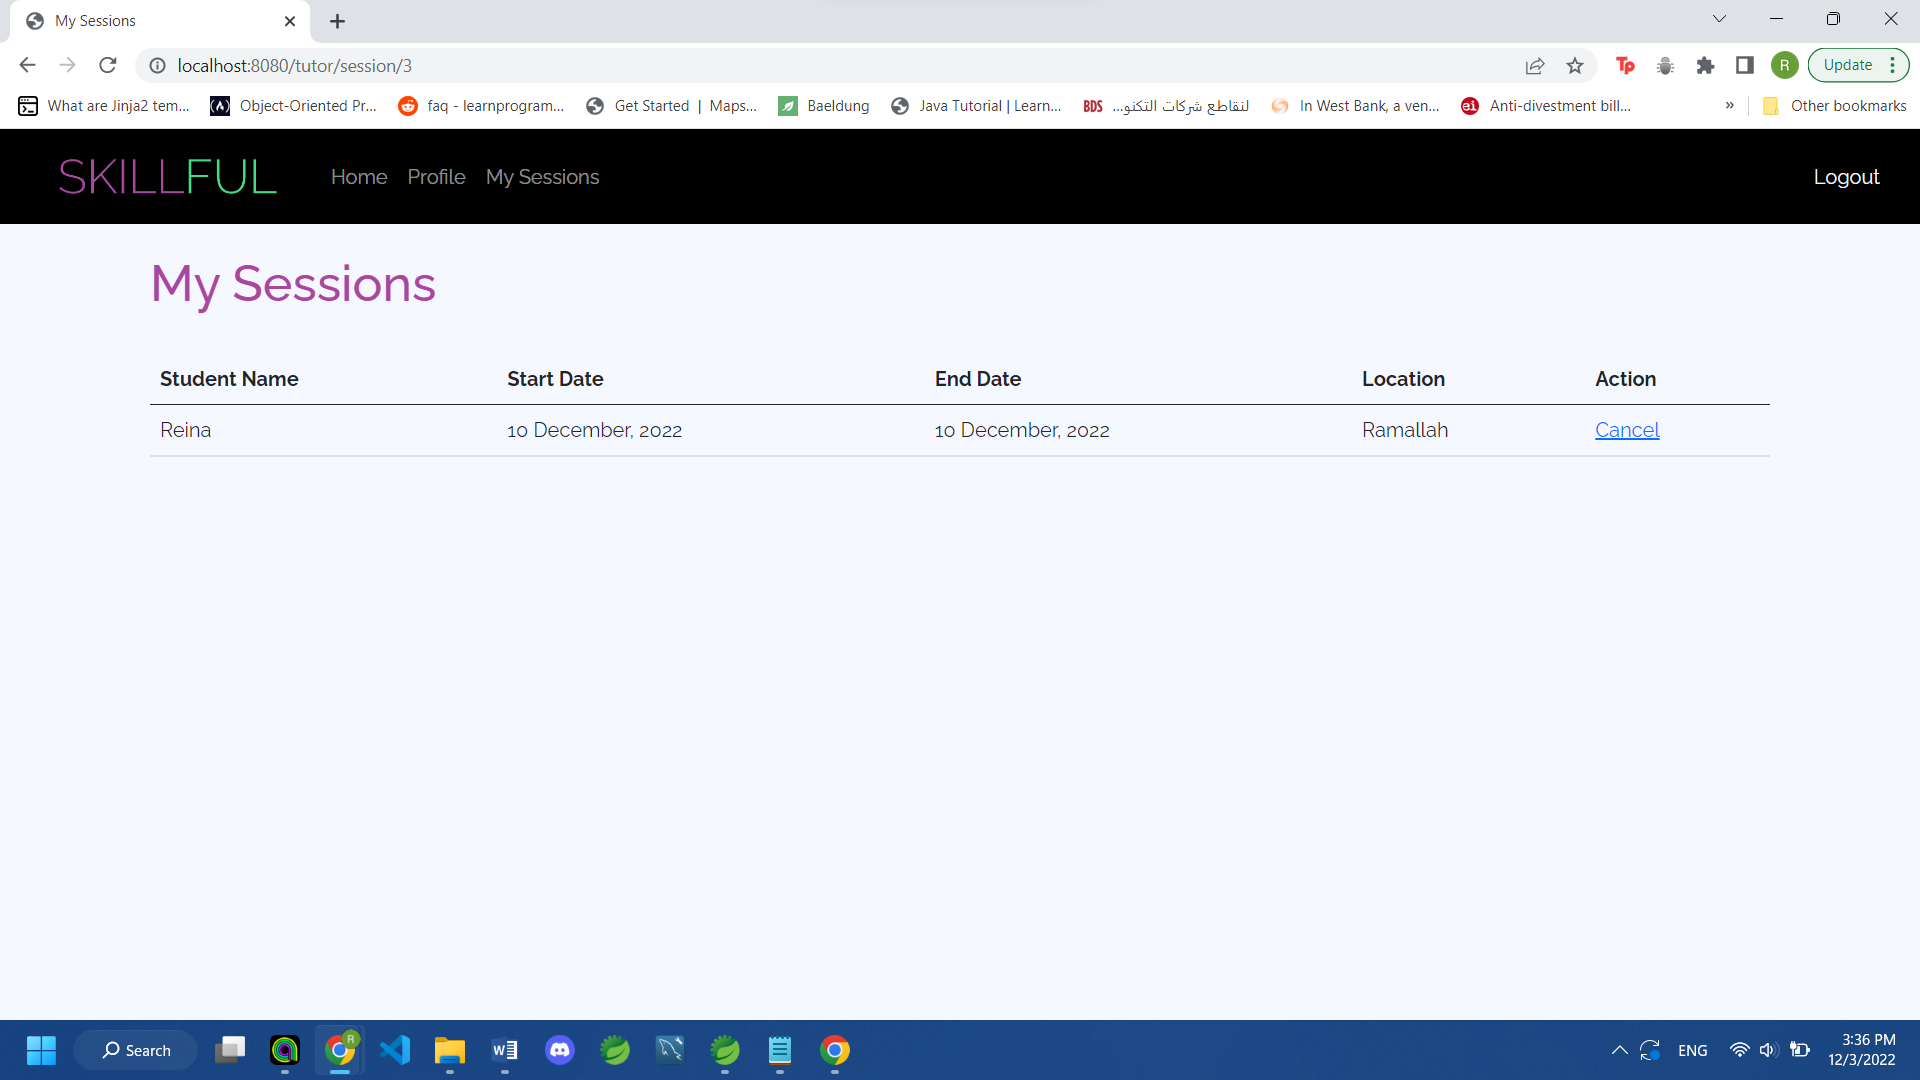 My Sessions
localhost:8080/tutor/session/3
R
Update
What are Jinja2 tem...
Object-Oriented Pr...
faq - learnprogram...
Get Started | Maps...
Baeldung
Java Tutorial | Learn...
BDS لنقاطع شركات التكنو...
In West Bank, a ven...
ei Anti-divestment bill...
»
Other bookmarks
SKILLFUL
Home Profile My Sessions
Logout
My Sessions
Student Name Start Date End Date Location Action
Reina 10 December, 2022 10 December, 2022 Ramallah Cancel
Search
R
ENG
3:36 PM
12/3/2022